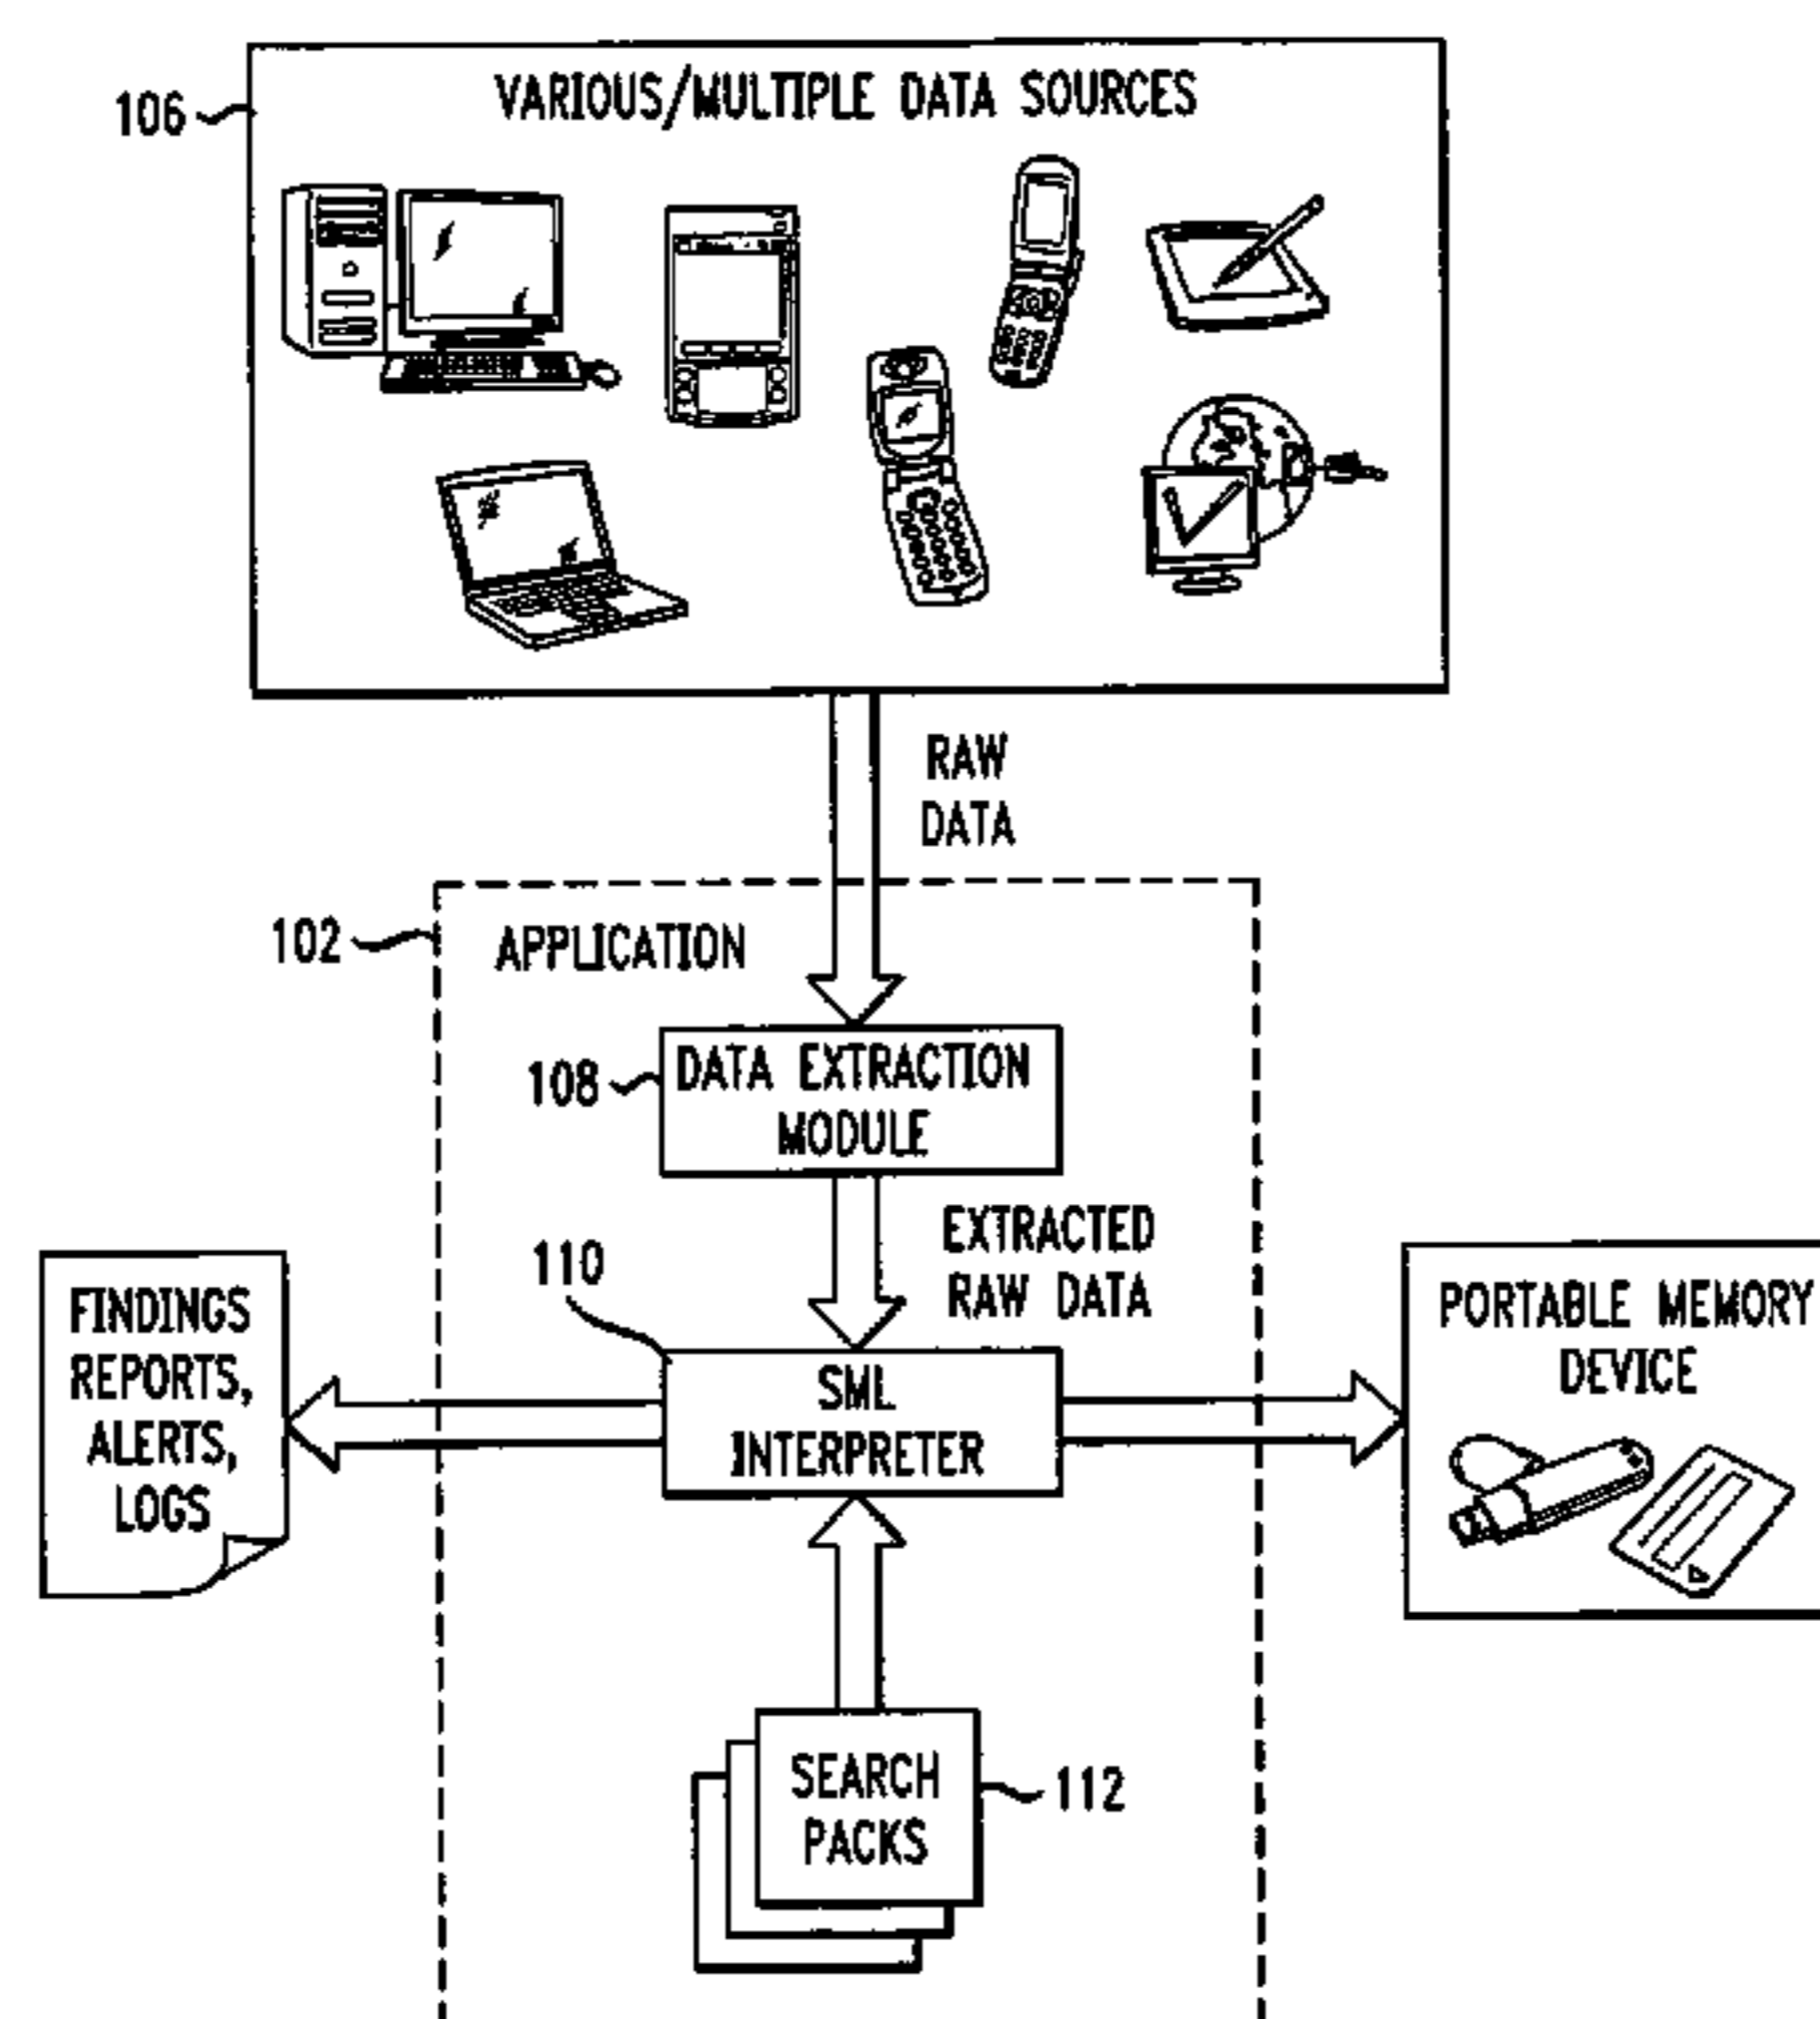 VARIOUS/MULTIPLE DATA SOURCES
106
RAW
DATA
102
APPLICATION
108
DATA EXTRACTION
MODULE
110
EXTRACTED
RAW DATA
FINDINGS
REPORTS,
ALERTS,
LOGS
SML
INTERPRETER
PORTABLE MEMORY
DEVICE
SEARCH
PACKS
112